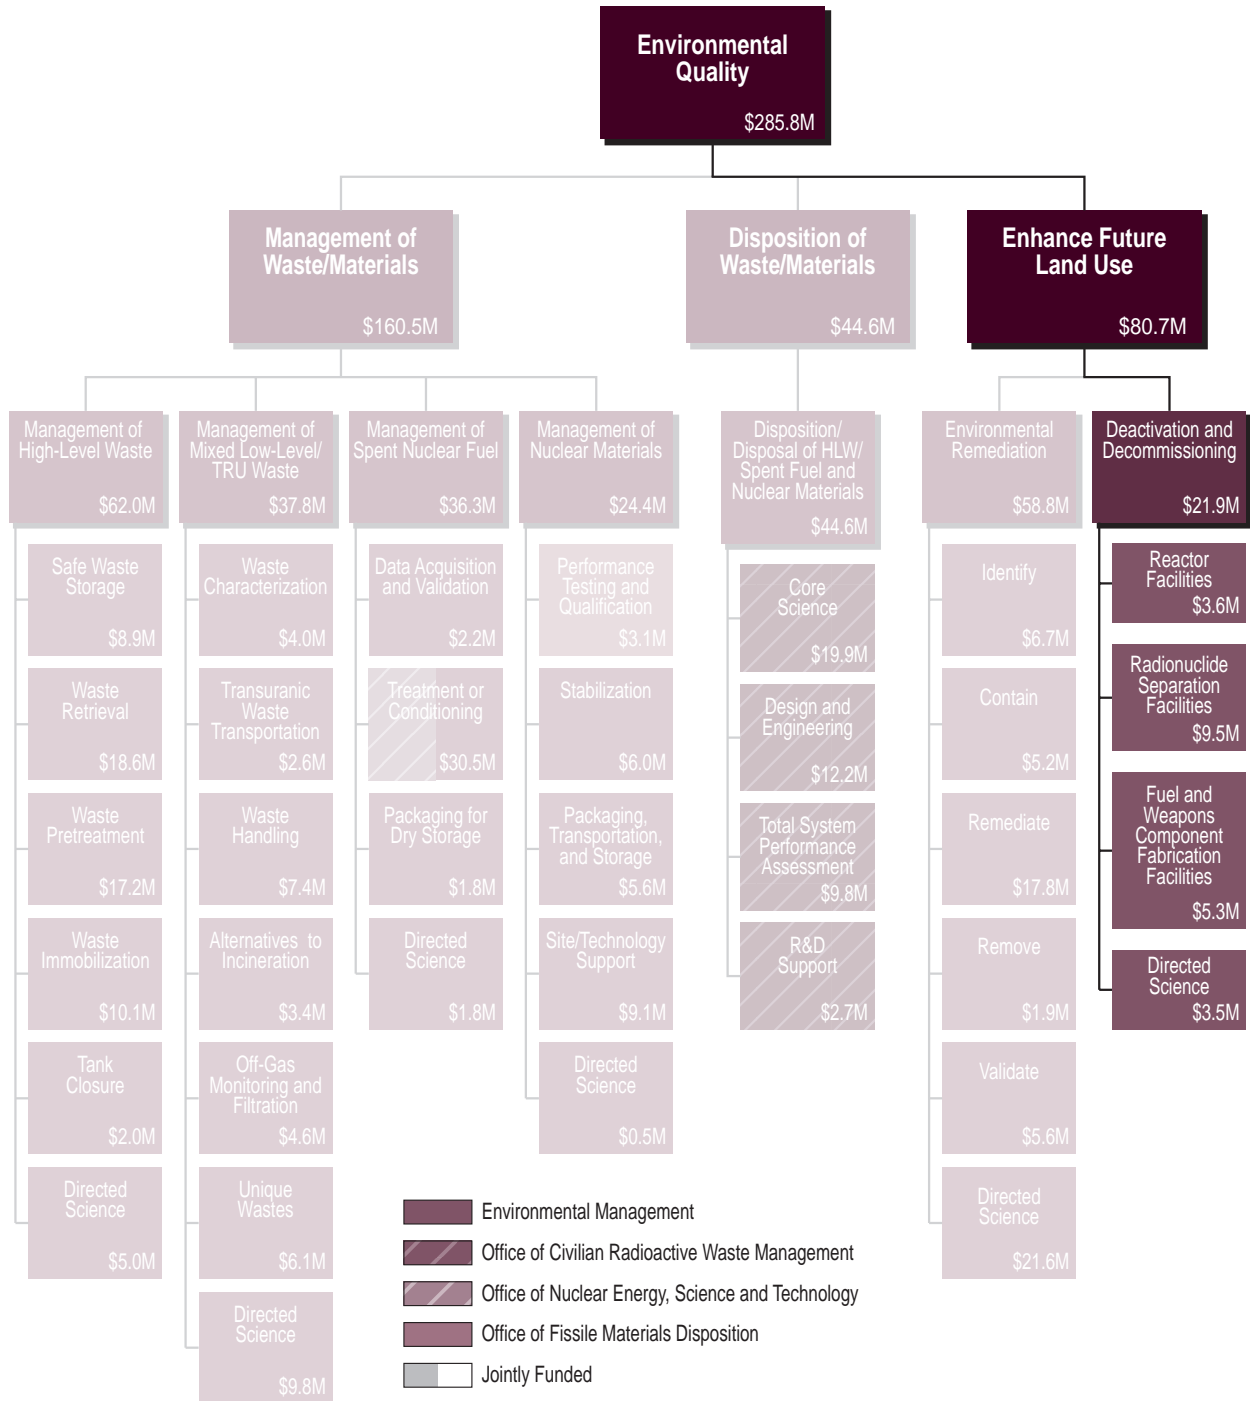 Environmental
Quality
$285.8M
Management of
Waste/Materials
$160.5M
Disposition of
Waste/Materials
$44.6M
Enhance Future
Land Use
$80.7M
Management of
High-Level Waste
$62.0M
Management of
Mixed Low-Level/
TRU Waste
$37.8M
Management of
Spent Nuclear Fuel
$36.3M
Management of
Nuclear Materials
$24.4M
Disposition/
Disposal of HLW/
Spent Fuel and
Nuclear Materials
$44.6M
Environmental
Remediation
$58.8M
Deactivation and
Decommissioning
$21.9M
Safe Waste
Storage
$8.9M
Waste
Retrieval
$18.6M
Waste
Pretreatment
$17.2M
Waste
Immobilization
$10.1M
Tank
Closure
$2.0M
Directed
Science
$5.0M
Waste
Characterization
$4.0M
Transuranic
Waste
Transportation
$2.6M
Waste
Handling
$7.4M
Alternatives to
Incineration
$3.4M
Off-Gas
Monitoring and
Filtration
$4.6M
Unique
Wastes
$6.1M
Directed
Science
$9.8M
Data Acquisition
and Validation
$2.2M
Treatment or
Conditioning
$30.5M
Packaging for
Dry Storage
$1.8M
Directed
Science
$1.8M
Performance
Testing and
Qualification
$3.1M
Stabilization
$6.0M
Packaging,
Transportation,
and Storage
$5.6M
Site/Technology
Support
$9.1M
Directed
Science
$0.5M
Core
Science
$19.9M
Design and
Engineering
$12.2M
Total System
Performance
Assessment
$9.8M
R&D
Support
$2.7M
Identify
$6.7M
Contain
$5.2M
Remediate
$17.8M
Remove
$1.9M
Validate
$5.6M
Directed
Science
$21.6M
Reactor
Facilities
$3.6M
Radionuclide
Separation
Facilities
$9.5M
Fuel and
Weapons
Component
Fabrication
Facilities
$5.3M
Directed
Science
$3.5M
Environmental Management
Office of Civilian Radioactive Waste Management
Office of Nuclear Energy, Science and Technology
Office of Fissile Materials Disposition
Jointly Funded